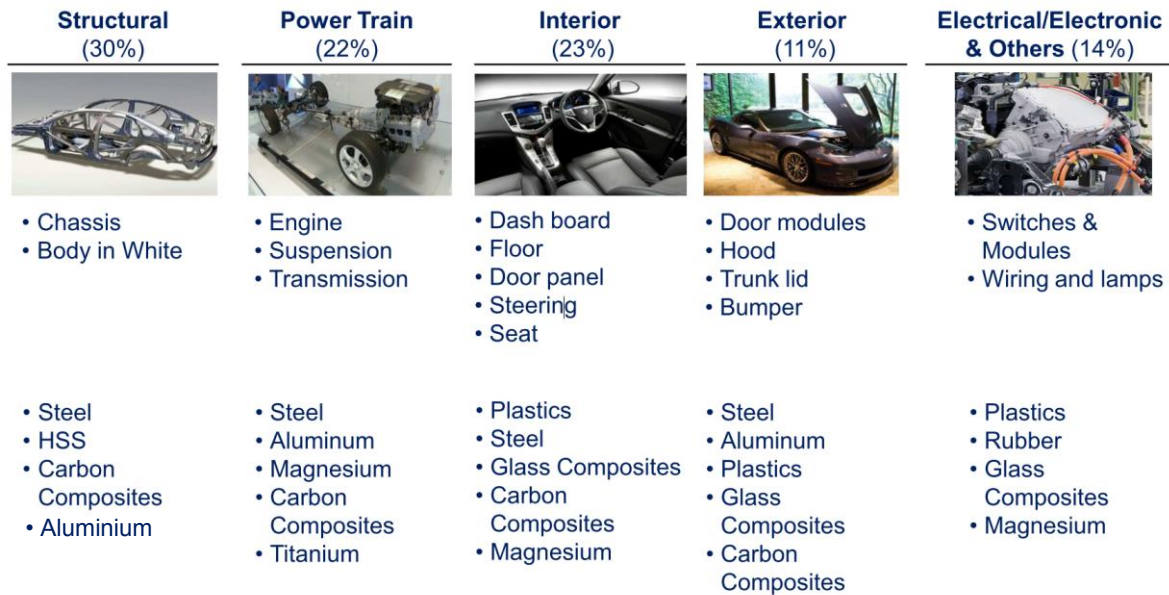 Structural
(30%)
Power Train
(22%)
Interior
(23%)
Exterior
(11%)
Electrical/Electronic
& Others (14%)
• Chassis
• Body in White
• Engine
• Suspension
• Transmission
• Dash board
• Floor
• Door panel
• Steering
• Seat
• Door modules
• Hood
• Trunk lid
• Bumper
• Switches &
Modules
• Wiring and lamps
• Steel
• HSS
• Carbon
Composites
• Aluminium
• Steel
• Aluminum
• Magnesium
• Carbon
Composites
• Titanium
• Plastics
• Steel
• Glass Composites
• Carbon
Composites
• Magnesium
• Steel
• Aluminum
• Plastics
• Glass
Composites
• Carbon
Composites
• Plastics
• Rubber
• Glass
Composites
• Magnesium